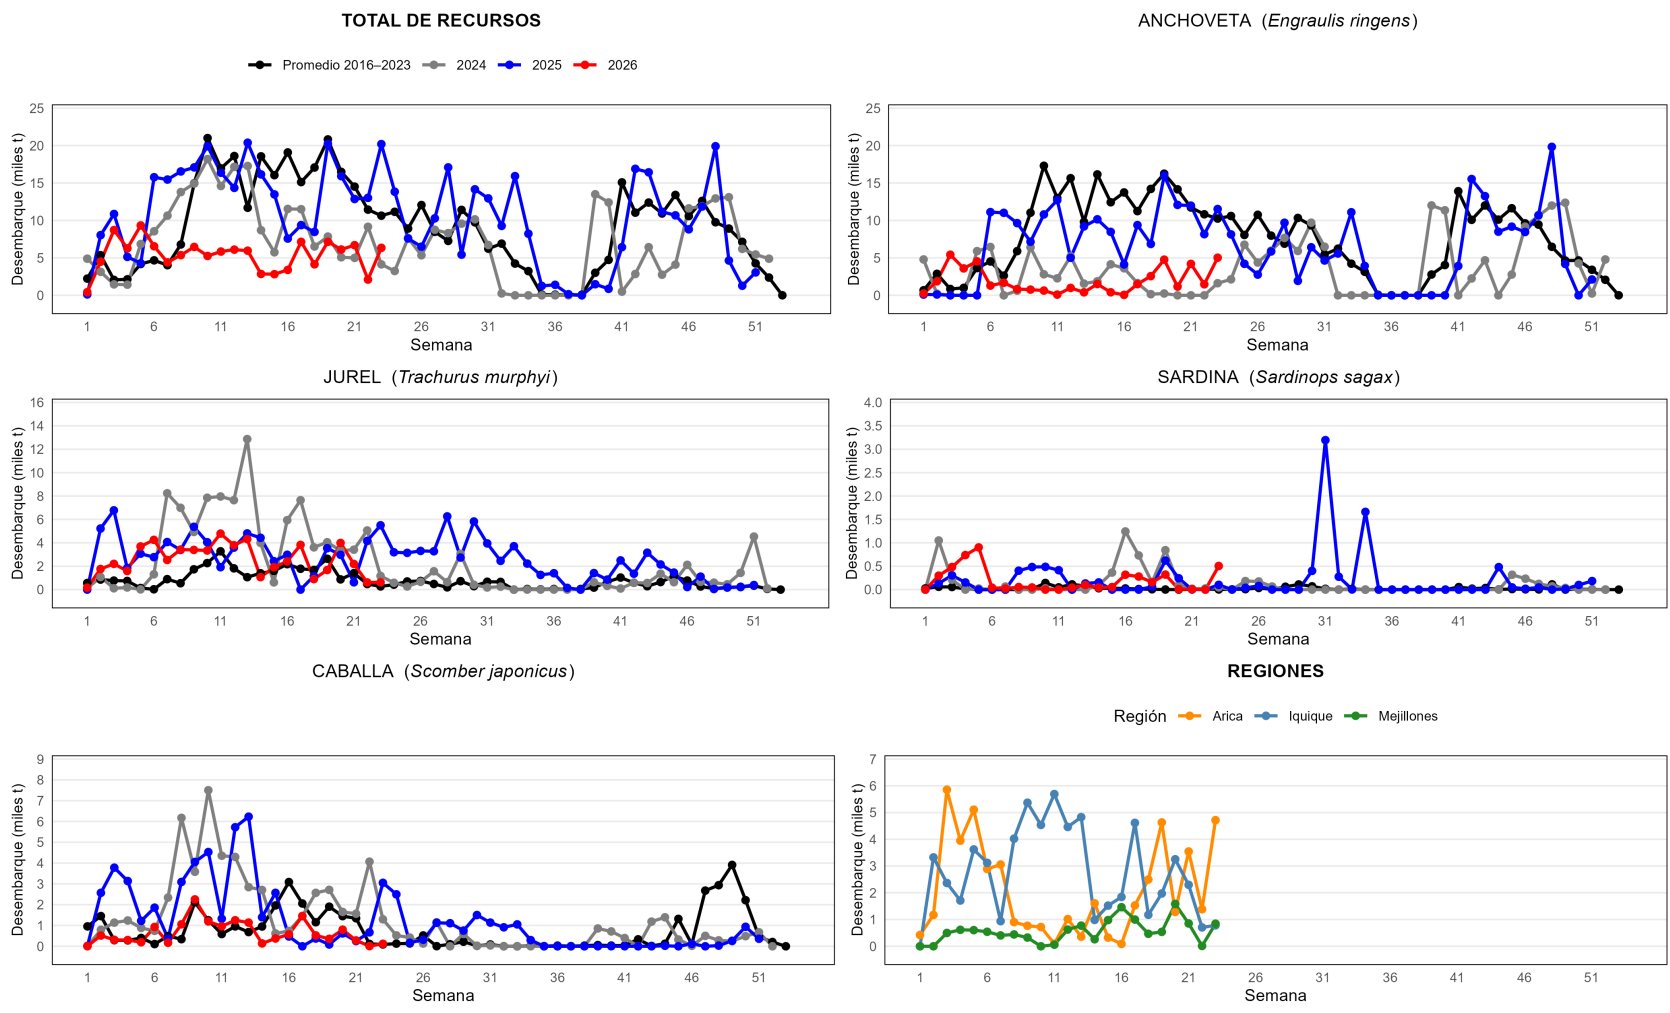 TOTAL DE RECURSOS
Promedio 2016–2023 2024 2025 2026
Desembarque (miles t)
25
20
15
10
5
0
1 6 11 16 21 26 31 36 41 46 51
Semana
ANCHOVETA (Engraulis ringens)
Desembarque (miles t)
25
20
15
10
5
0
1 6 11 16 21 26 31 36 41 46 51
Semana
JUREL (Trachurus murphyi)
Desembarque (miles t)
16
14
12
10
8
6
4
2
0
1 6 11 16 21 26 31 36 41 46 51
Semana
SARDINA (Sardinops sagax)
Desembarque (miles t)
4.0
3.5
3.0
2.5
2.0
1.5
1.0
0.5
0.0
1 6 11 16 21 26 31 36 41 46 51
Semana
CABALLA (Scomber japonicus)
Desembarque (miles t)
9
8
7
6
5
4
3
2
1
0
1 6 11 16 21 26 31 36 41 46 51
Semana
REGIONES
Región Arica Iquique Mejillones
Desembarque (miles t)
7
6
5
4
3
2
1
0
1 6 11 16 21 26 31 36 41 46 51
Semana